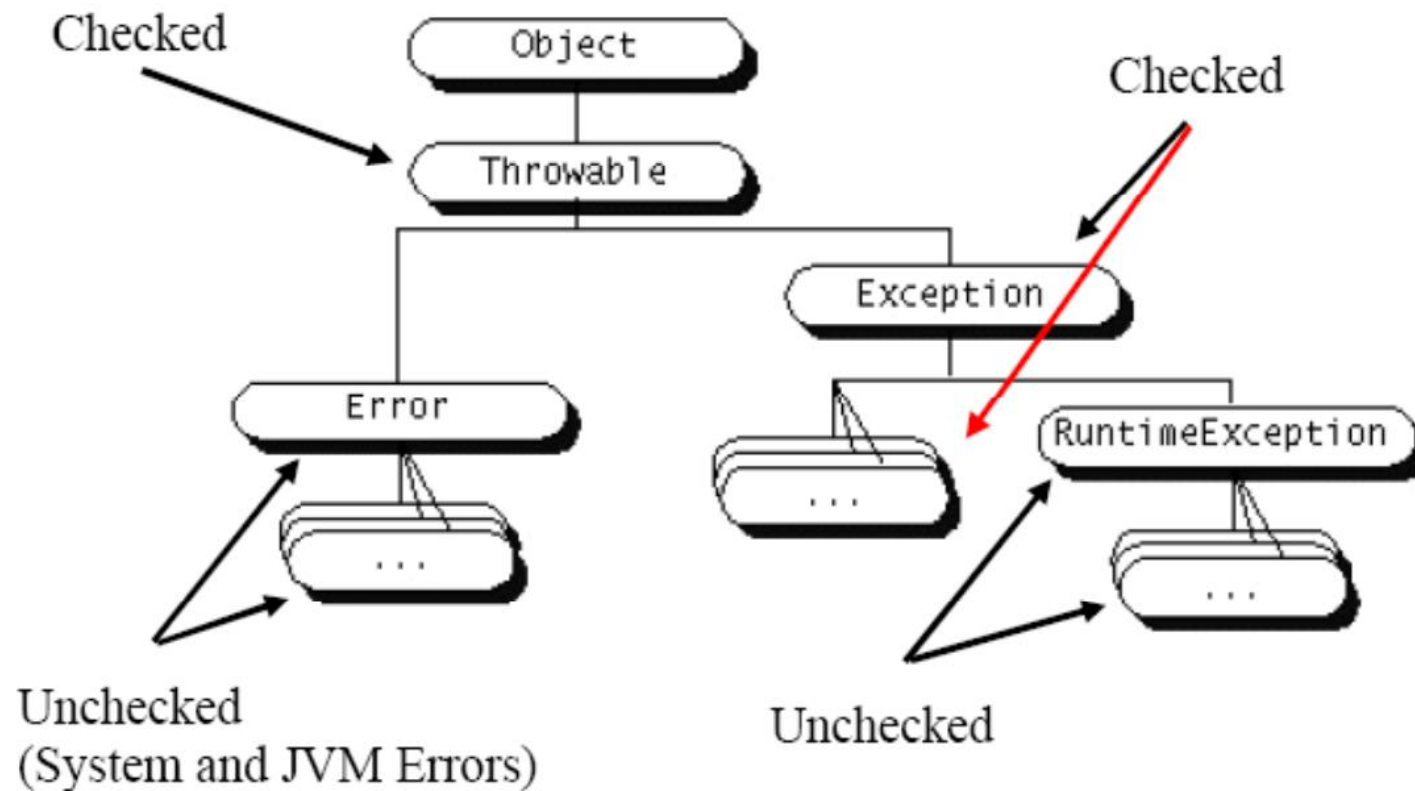 Checked
Object
Checked
Throwable
Exception
Error
RuntimeException
...
...
...
Unchecked
(System and JVM Errors)
Unchecked